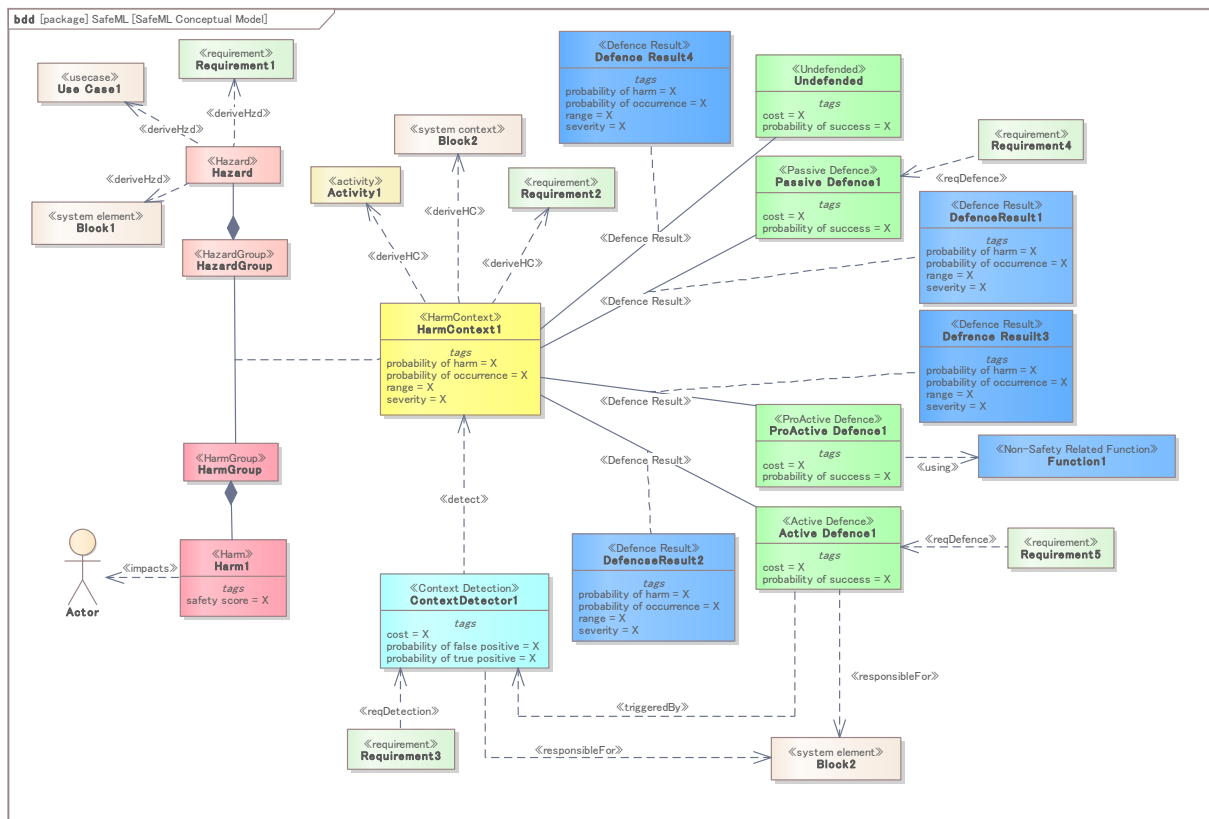 bdd [package] SafeML [SafeML Conceptual Model]
«requirement»
Requirement1
«usecase»
Use Case1
«deriveHzd»
«deriveHzd»
«Hazard»
Hazard
«deriveHzd»
«system element»
Block1
«HazardGroup»
HazardGroup
«HarmGroup»
HarmGroup
«Harm»
Harm1
tags
safety score = X
«impacts»
Actor
«system context»
Block2
«activity»
Activity1
«requirement»
Requirement2
«deriveHC»
«deriveHC»
«deriveHC»
«HarmContext»
HarmContext1
tags
probability of harm = X
probability of occurrence = X
range = X
severity = X
«detect»
«Context Detection»
ContextDetector1
tags
cost = X
probability of false positive = X
probability of true positive = X
«reqDetection»
«requirement»
Requirement3
«responsibleFor»
«triggeredBy»
«Defence Result»
Defence Result4
tags
probability of harm = X
probability of occurrence = X
range = X
severity = X
«Defence Result»
«Defence Result»
«Defence Result»
«Defence Result»
«Defence Result»
DefencseResult2
tags
probability of harm = X
probability of occurrence = X
range = X
severity = X
«Undefended»
Undefended
tags
cost = X
probability of success = X
«Passive Defence»
Passive Defence1
tags
cost = X
probability of success = X
«requirement»
Requirement4
«reqDefence»
«Defence Result»
DefenceResult1
tags
probability of harm = X
probability of occurrence = X
range = X
severity = X
«Defence Result»
Defrence Resuilt3
tags
probability of harm = X
probability of occurrence = X
range = X
severity = X
«ProActive Defence»
ProActive Defence1
tags
cost = X
probability of success = X
«using»
«Non-Safety Related Function»
Function1
«Active Defence»
Active Defence1
tags
cost = X
probability of success = X
«reqDefence»
«requirement»
Requirement5
«responsibleFor»
«system element»
Block2